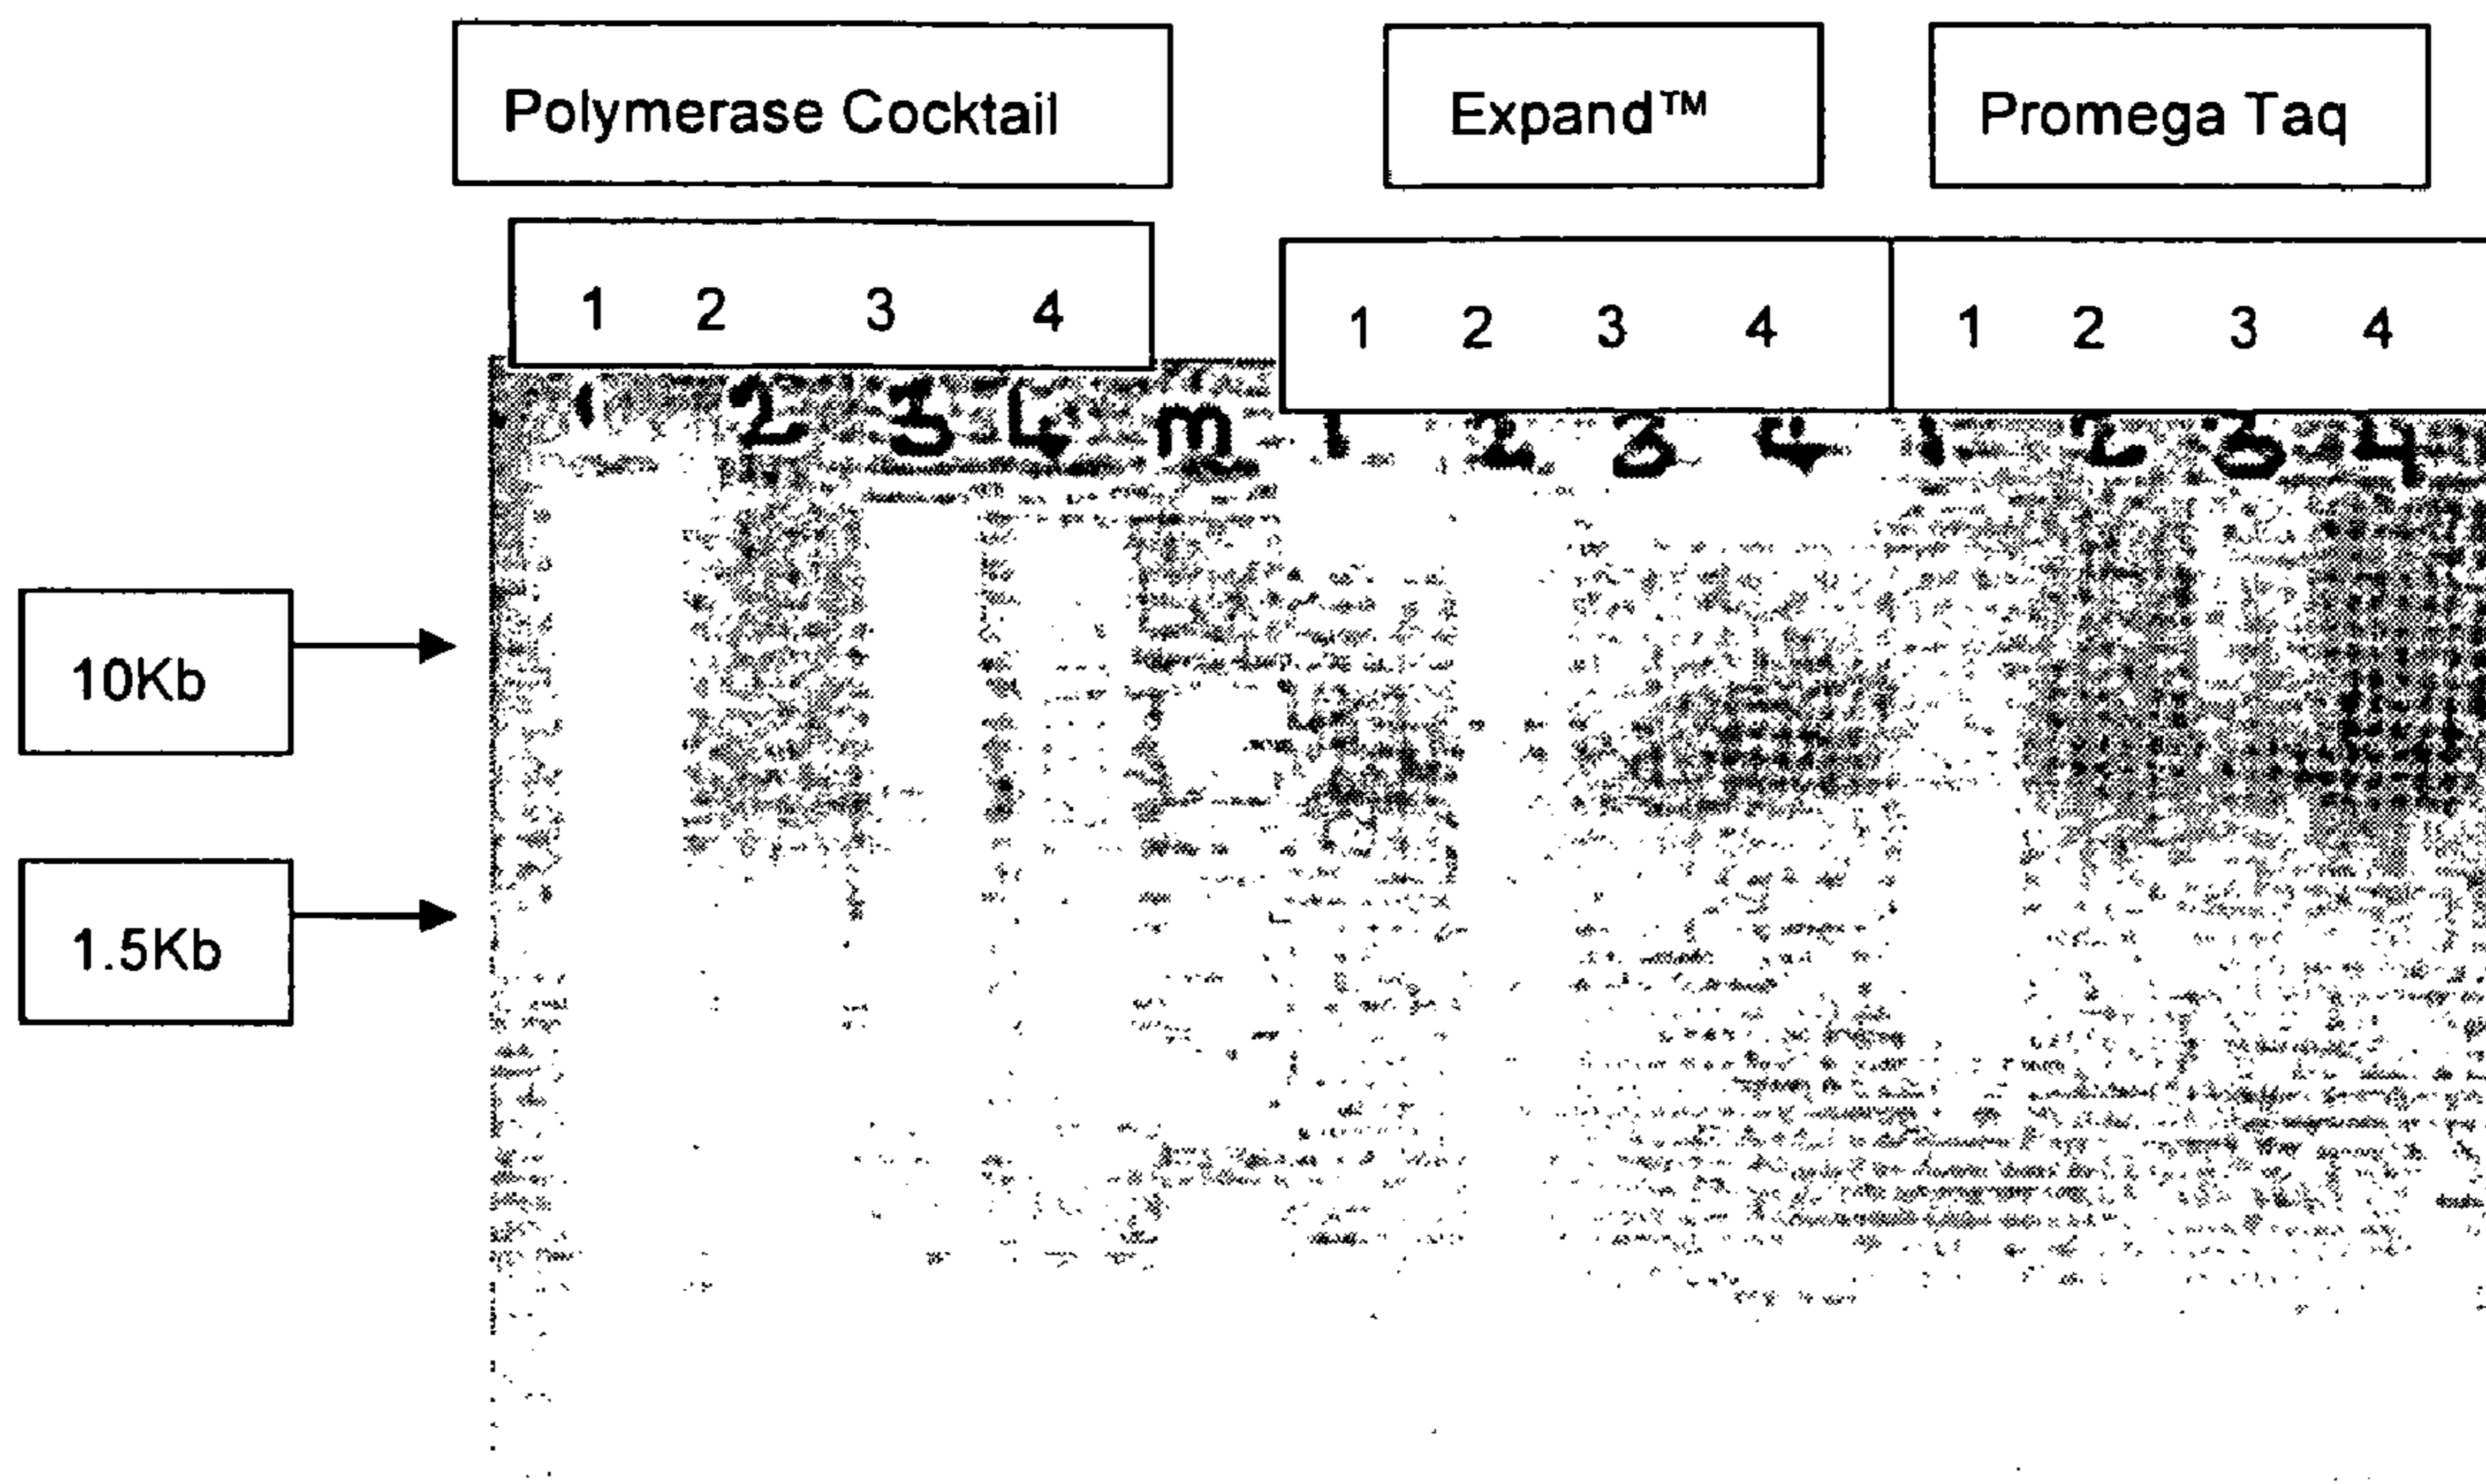 Polymerase Cocktail Expand™ Promega Taq
1 2 3 4 1 2 3 4 1 2 3 4
1 2 3 4 m 1 2 3 4 1 2 3 4
10Kb
1.5Kb